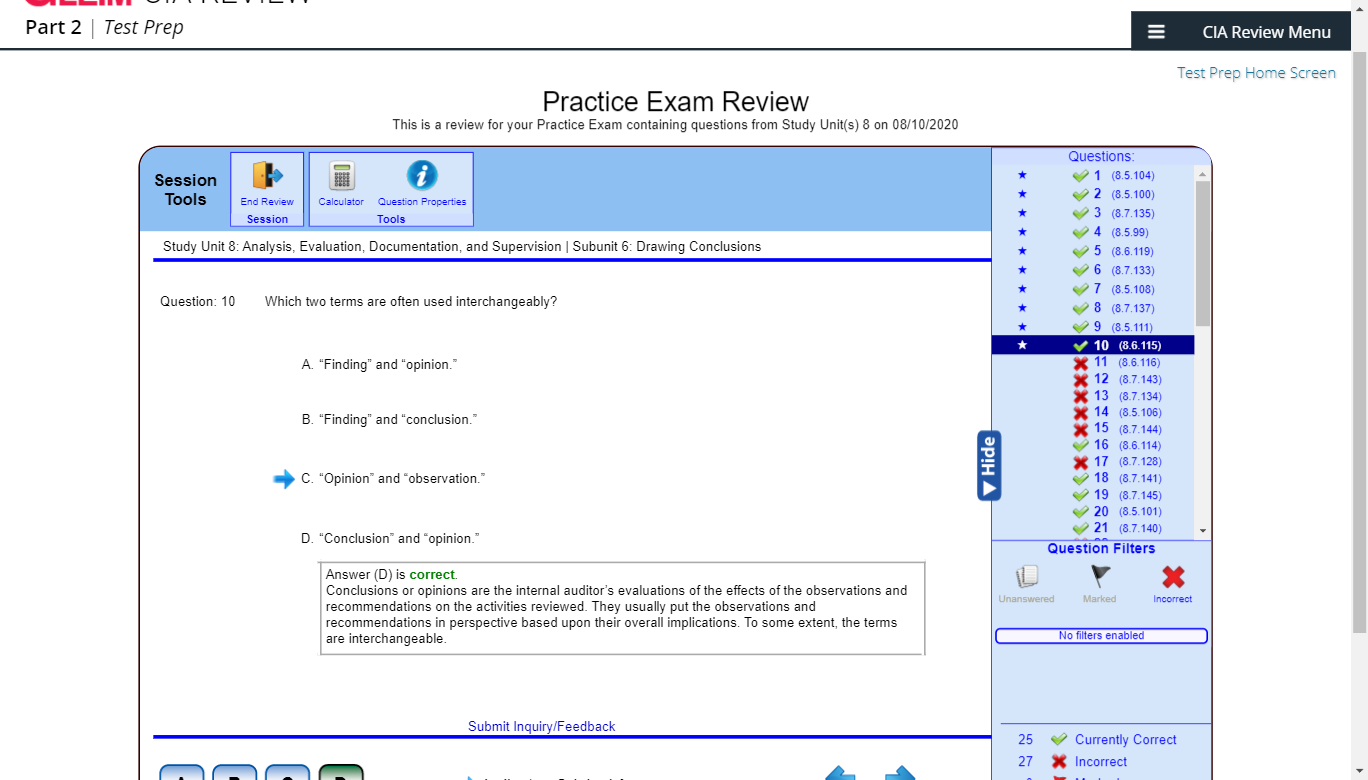 GLEIM CIA REVIEW
Part 2 | Test Prep
CIA Review Menu
Test Prep Home Screen
Practice Exam Review
This is a review for your Practice Exam containing questions from Study Unit(s) 8 on 08/10/2020
Session Tools
End Review
Session
Calculator
Question Properties
Tools
Study Unit 8: Analysis, Evaluation, Documentation, and Supervision | Subunit 6: Drawing Conclusions
Question: 10 Which two terms are often used interchangeably?
A. “Finding” and “opinion.”
B. “Finding” and “conclusion.”
C. “Opinion” and “observation.”
D. “Conclusion” and “opinion.”
Answer (D) is correct.
Conclusions or opinions are the internal auditor’s evaluations of the effects of the observations and
recommendations on the activities reviewed. They usually put the observations and
recommendations in perspective based upon their overall implications. To some extent, the terms
are interchangeable.
Submit Inquiry/Feedback
Questions:
1 (8.5.104)
2 (8.5.100)
3 (8.7.135)
4 (8.5.99)
5 (8.6.119)
6 (8.7.133)
7 (8.5.108)
8 (8.7.137)
9 (8.5.111)
10 (8.6.115)
11 (8.6.116)
12 (8.7.143)
13 (8.7.134)
14 (8.5.106)
15 (8.7.144)
16 (8.6.114)
17 (8.7.128)
18 (8.7.141)
19 (8.7.145)
20 (8.5.101)
21 (8.7.140)
Hide
Question Filters
Unanswered
Marked
Incorrect
No filters enabled
25 Currently Correct
27 Incorrect